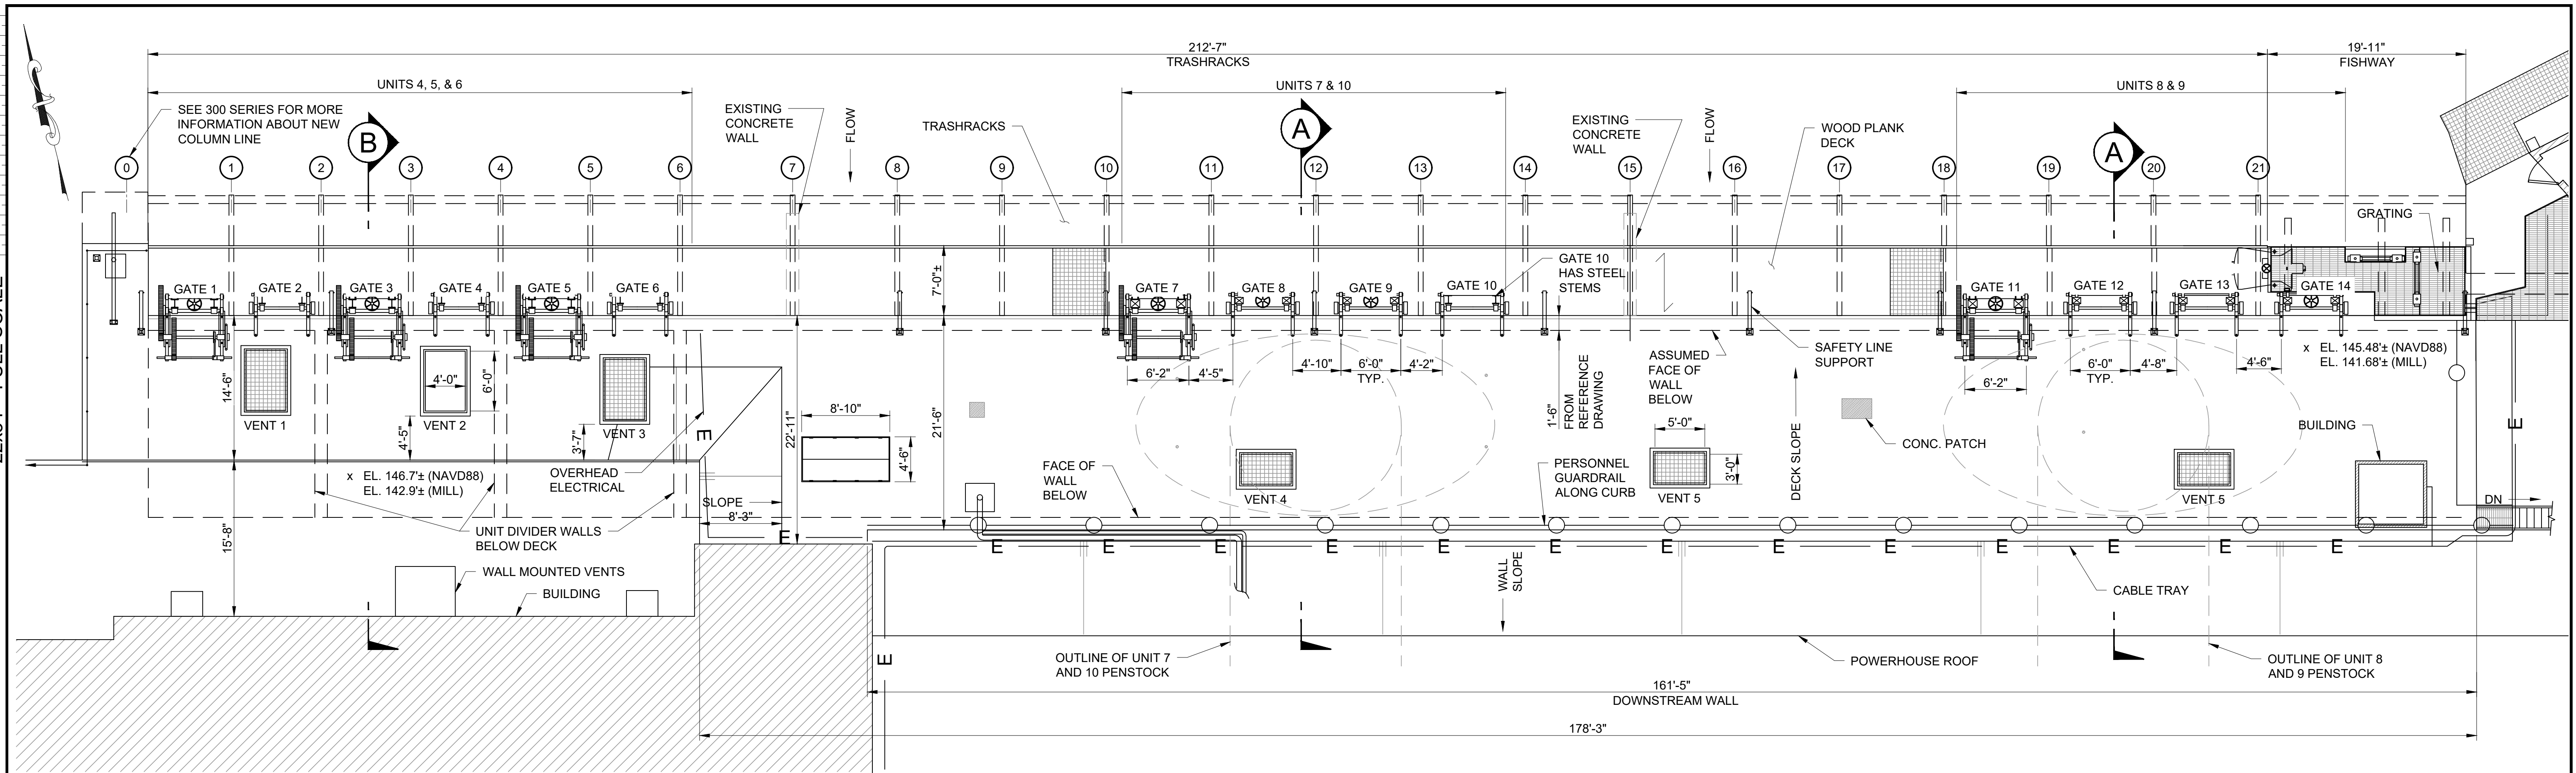 212'-7"
TRASHRACKS
19'-11"
FISHWAY
UNITS 4, 5, & 6
UNITS 7 & 10
UNITS 8 & 9
SEE 300 SERIES FOR MORE
INFORMATION ABOUT NEW
COLUMN LINE
EXISTING
CONCRETE
WALL
FLOW
TRASHRACKS
EXISTING
CONCRETE
WALL
FLOW
WOOD PLANK
DECK
B
A
A
0
1
2
3
4
5
6
7
8
9
10
11
12
13
14
15
16
17
18
19
20
21
GRATING
7'-0"±
GATE 10
HAS STEEL
STEMS
GATE 1
GATE 2
GATE 3
GATE 4
GATE 5
GATE 6
GATE 7
GATE 8
GATE 9
GATE 10
GATE 11
GATE 12
GATE 13
GATE 14
14'-6"
VENT 1
4'-0"
6'-0"
VENT 2
4'-5"
VENT 3
3'-7"
E
22'-11"
8'-10"
4'-6"
21'-6"
6'-2"
4'-5"
4'-10"
6'-0"
TYP.
4'-2"
1'-6"
FROM
REFERENCE
DRAWING
ASSUMED
FACE OF
WALL
BELOW
SAFETY LINE
SUPPORT
6'-2"
6'-0"
TYP.
4'-8"
4'-6"
x EL. 145.48'± (NAVD88)
EL. 141.68'± (MILL)
E
x EL. 146.7'± (NAVD88)
EL. 142.9'± (MILL)
OVERHEAD
ELECTRICAL
SLOPE
8'-3"
UNIT DIVIDER WALLS
BELOW DECK
15'-8"
FACE OF
WALL
BELOW
VENT 4
PERSONNEL
GUARDRAIL
ALONG CURB
5'-0"
3'-0"
VENT 5
DECK SLOPE
CONC. PATCH
VENT 5
BUILDING
DN
E
E
E
E
E
E
E
E
E
E
E
E
E
E
WALL MOUNTED VENTS
BUILDING
WALL
SLOPE
CABLE TRAY
E
OUTLINE OF UNIT 7
AND 10 PENSTOCK
POWERHOUSE ROOF
OUTLINE OF UNIT 8
AND 9 PENSTOCK
161'-5"
DOWNSTREAM WALL
178'-3"